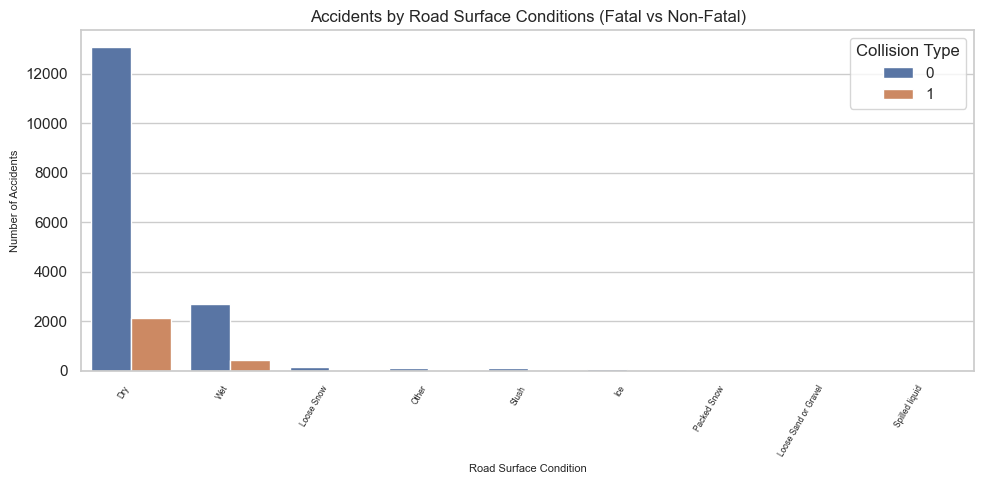 Accidents by Road Surface Conditions (Fatal vs Non-Fatal)
Collision Type
0
1
Number of Accidents
12000
10000
8000
6000
4000
2000
0
Dry
Wet
Loose Snow
Other
Slush
Ice
Packed Snow
Loose Sand or Gravel
Spilled liquid
Road Surface Condition